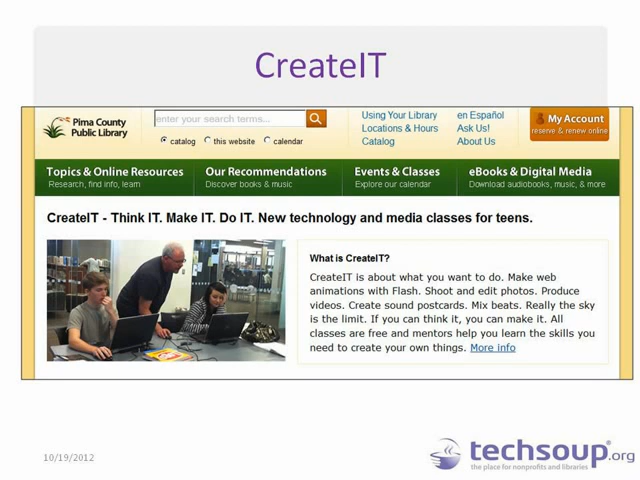 CreateIT
Pima County
Public Library
enter your search terms...
catalog this website calendar
Using Your Library
Locations & Hours
Catalog
en Español
Ask Us!
About Us
My Account
reserve & renew online
Topics & Online Resources
Research, find info, learn
Our Recommendations
Discover books & music
Events & Classes
Explore our calendar
eBooks & Digital Media
Download audiobooks, music, & more
CreateIT - Think IT. Make IT. Do IT. New technology and media classes for teens.
What is CreateIT?
CreateIT is about what you want to do. Make web
animations with Flash. Shoot and edit photos. Produce
videos. Create sound postcards. Mix beats. Really the sky
is the limit. If you can think it, you can make it. All
classes are free and mentors help you learn the skills you
need to create your own things. More info
10/19/2012
techsoup®.org
the place for nonprofits and libraries